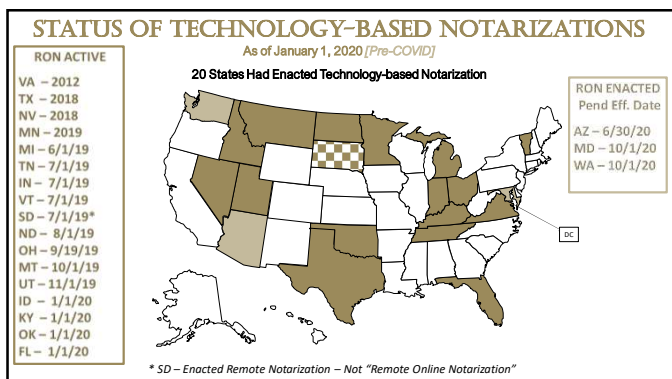 STATUS OF TECHNOLOGY-BASED NOTARIZATIONS
As of January 1, 2020 [Pre-COVID]
20 States Had Enacted Technology-based Notarization
RON ACTIVE
VA – 2012
TX – 2018
NV – 2018
MN – 2019
MI – 6/1/19
TN – 7/1/19
IN – 7/1/19
VT – 7/1/19
SD – 7/1/19*
ND – 8/1/19
OH – 9/19/19
MT – 10/1/19
UT – 11/1/19
ID – 1/1/20
KY – 1/1/20
OK – 1/1/20
FL – 1/1/20
RON ENACTED
Pend Eff. Date
AZ – 6/30/20
MD – 10/1/20
WA – 10/1/20
DC
* SD – Enacted Remote Notarization – Not "Remote Online Notarization"